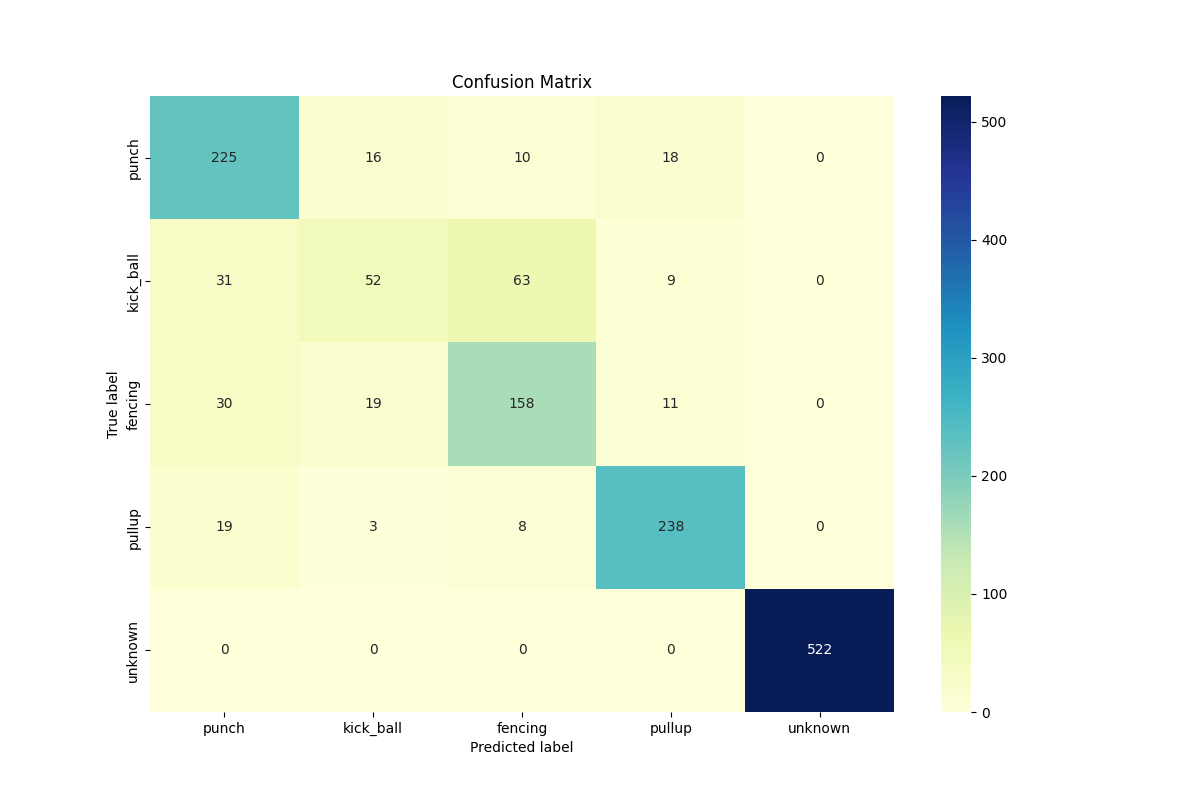 Confusion Matrix
punch 225 16 10 18 0
kick_ball 31 52 63 9 0
fencing 30 19 158 11 0
pullup 19 3 8 238 0
unknown 0 0 0 0 522
True label
punch kick_ball fencing pullup unknown
Predicted label
500
400
300
200
100
0